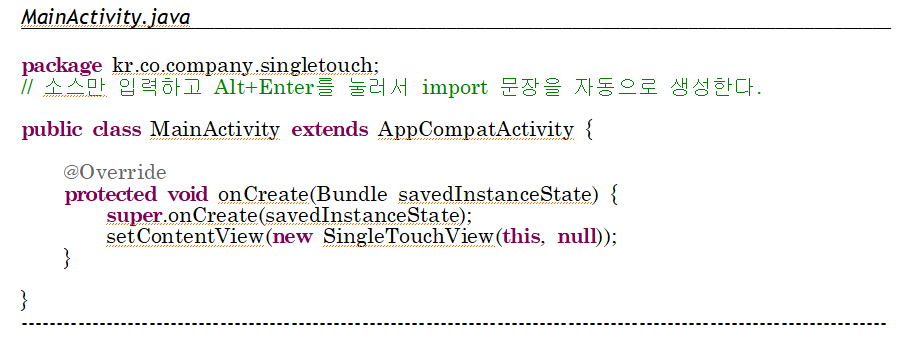 MainActivity.java
package kr.co.company.singletouch;
// 소스만 입력하고 Alt+Enter를 눌러서 import 문장을 자동으로 생성한다.
public class MainActivity extends AppCompatActivity {
@Override
protected void onCreate(Bundle savedInstanceState) {
super.onCreate(savedInstanceState);
setContentView(new SingleTouchView(this, null));
}
}